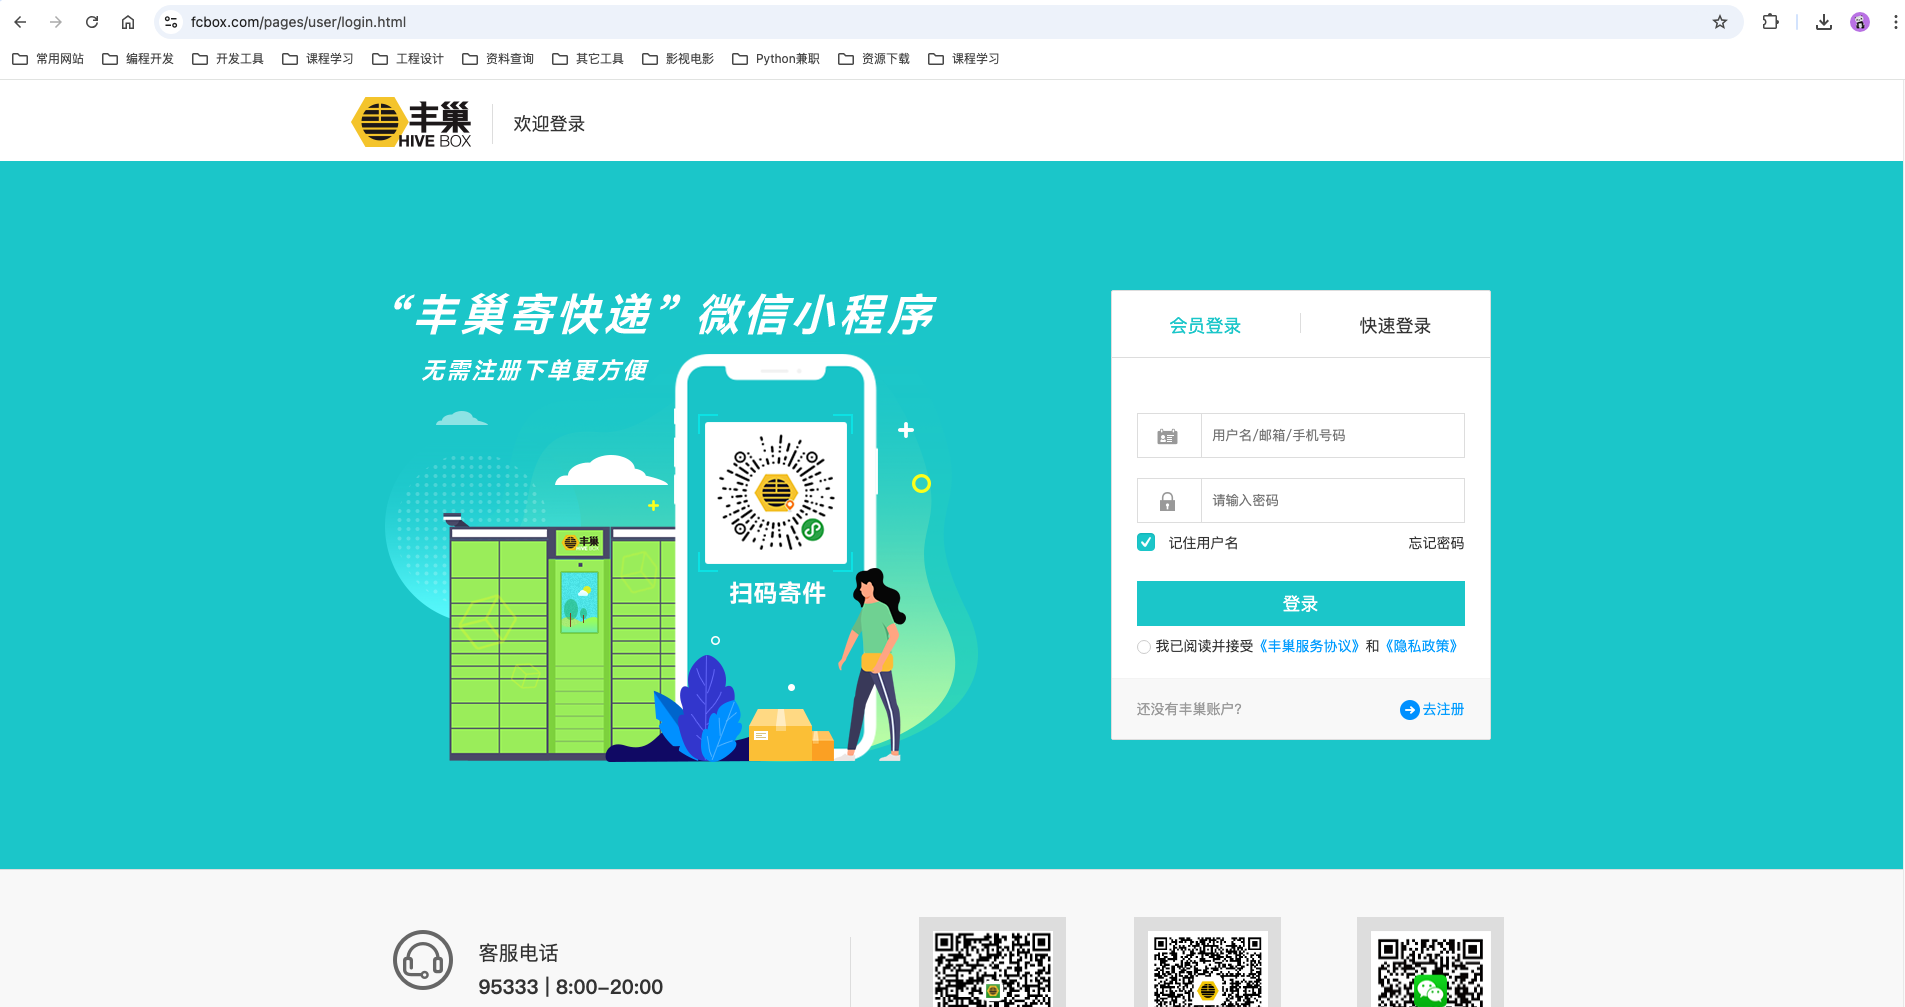 fcbox.com/pages/user/login.html
常用网站
编程开发
开发工具
课程学习
工程设计
资料查询
其它工具
影视电影
Python兼职
资源下载
课程学习
丰巢
HIVE BOX
欢迎登录
“丰巢寄快递”微信小程序
无需注册下单更方便
丰巢
扫码寄件
会员登录
快速登录
用户名/邮箱/手机号码
请输入密码
记住用户名
忘记密码
登录
我已阅读并接受《丰巢服务协议》和《隐私政策》
还没有丰巢账户?
去注册
客服电话
95333 | 8:00-20:00